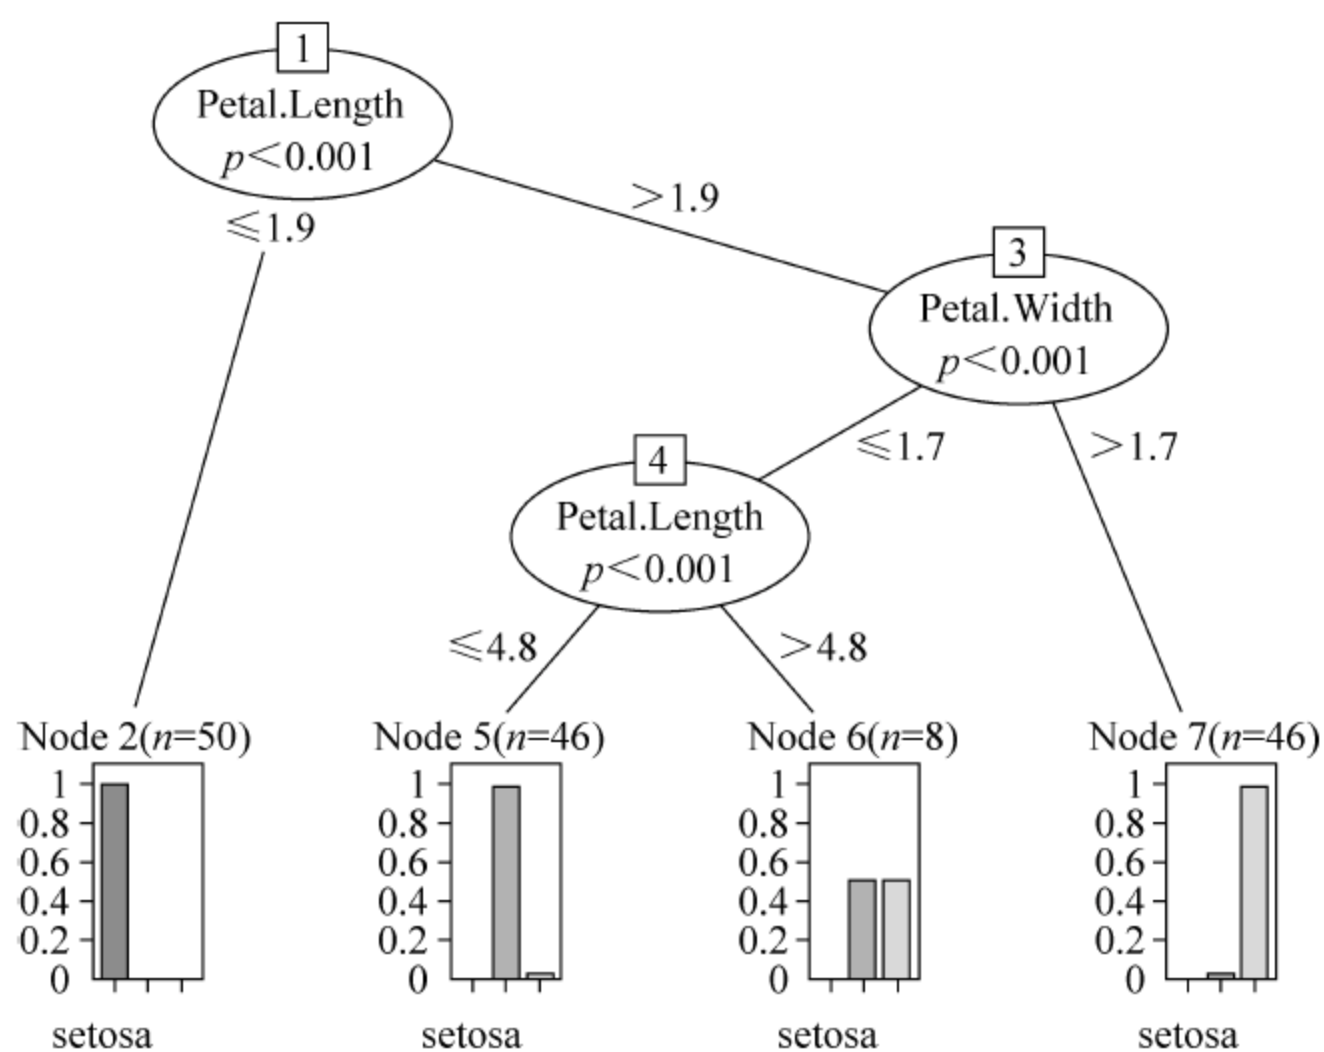 1
Petal.Length
p<0.001
≤1.9
>1.9
3
Petal.Width
p<0.001
≤1.7
>1.7
4
Petal.Length
p<0.001
≤4.8
>4.8
Node 2(n=50)
1
0.8
0.6
0.4
0.2
0
setosa
Node 5(n=46)
1
0.8
0.6
0.4
0.2
0
setosa
Node 6(n=8)
1
0.8
0.6
0.4
0.2
0
setosa
Node 7(n=46)
1
0.8
0.6
0.4
0.2
0
setosa